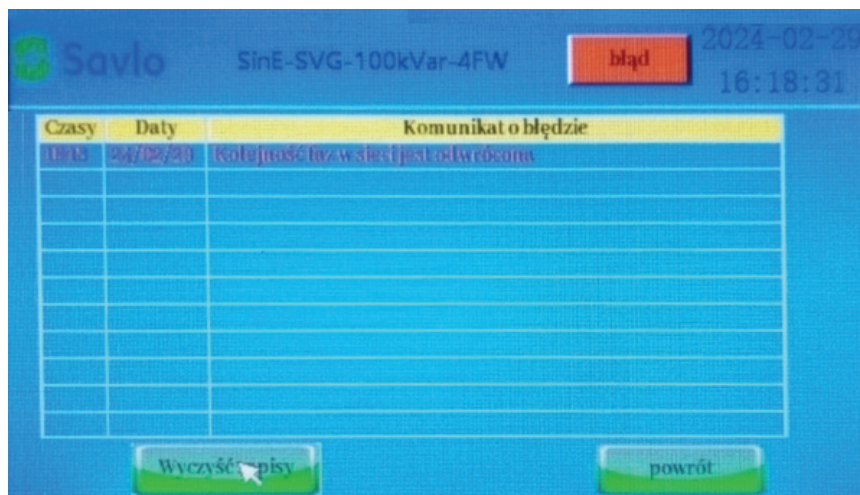 Savlo
SinE-SVG-100kVar-4FW
błąd
2024-02-29
16:18:31
Czasy Daty Komunikat o błędzie
Kolejność faz w sieci jest odwrócona
Wyczyść zapisy
powrót